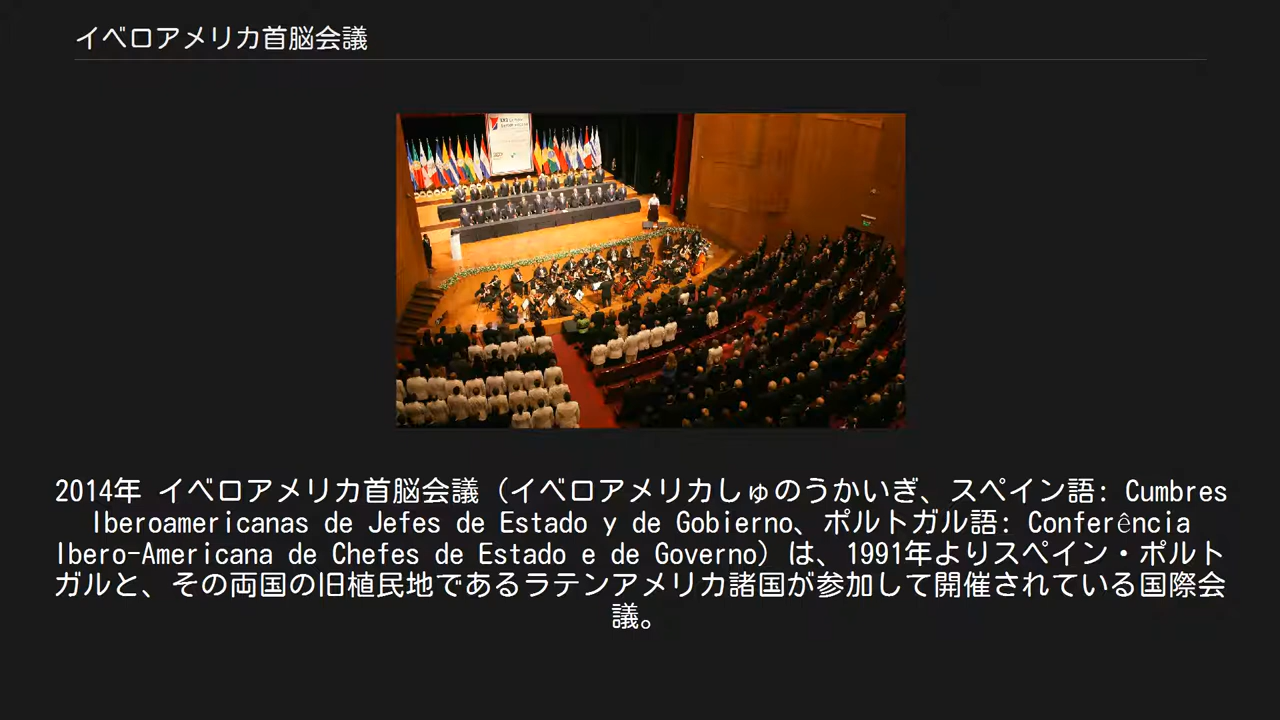 イベロアメリカ首脳会議
2014年 イベロアメリカ首脳会議（イベロアメリカしゅのうかいぎ、スペイン語: Cumbres
Iberoamericanas de Jefes de Estado y de Gobierno、ポルトガル語: Conferência
Ibero-Americana de Chefes de Estado e de Governo）は、1991年よりスペイン・ポルト
ガルと、その両国の旧植民地であるラテンアメリカ諸国が参加して開催されている国際会
議。